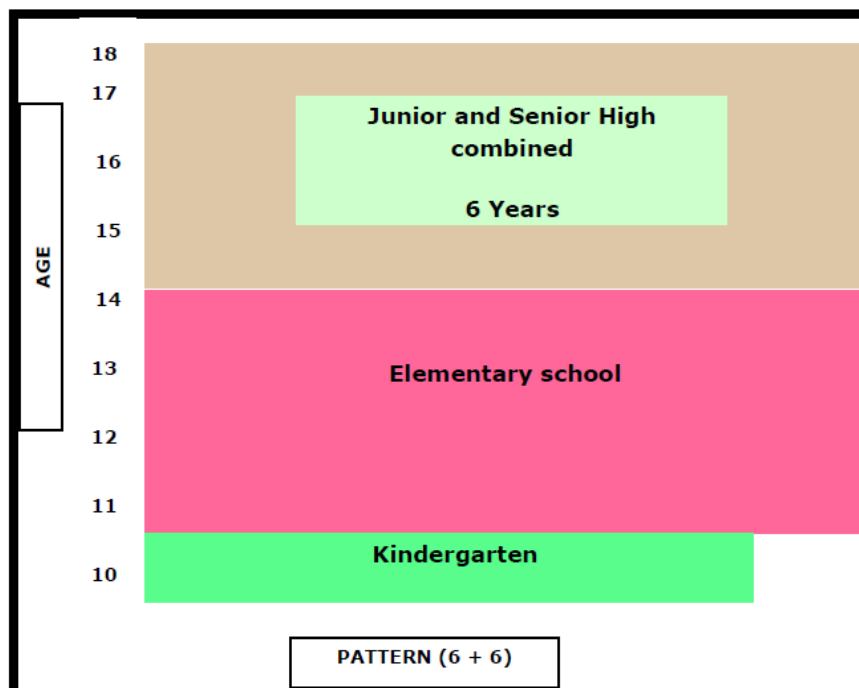 18
17
Junior and Senior High
combined
16
6 Years
15
AGE
14
13
Elementary school
12
11
Kindergarten
10
PATTERN (6 + 6)